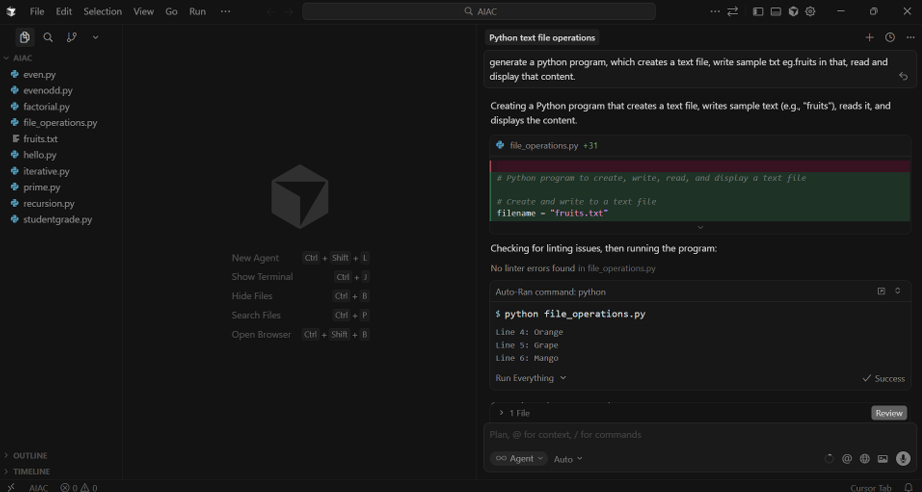 File Edit Selection View Go Run ···
AIAC
AIAC
even.py
evenodd.py
factorial.py
file_operations.py
fruits.txt
hello.py
iterative.py
prime.py
recursion.py
studentgrade.py
OUTLINE
TIMELINE
New Agent Ctrl + Shift + L
Show Terminal Ctrl + J
Hide Files Ctrl + B
Search Files Ctrl + P
Open Browser Ctrl + Shift + B
Python text file operations
generate a python program, which creates a text file, write sample txt eg.fruits in that, read and
display that content.
Creating a Python program that creates a text file, writes sample text (e.g., "fruits"), reads it, and
displays the content.
file_operations.py +31
# Python program to create, write, read, and display a text file
# Create and write to a text file
filename = "fruits.txt"
Checking for linting issues, then running the program:
No linter errors found in file_operations.py
Auto-Ran command: python
$ python file_operations.py
Line 4: Orange
Line 5: Grape
Line 6: Mango
Run Everything
Success
1 File
Review
Plan, @ for context, / for commands
Agent Auto
AIAC 0 0
Cursor Tab